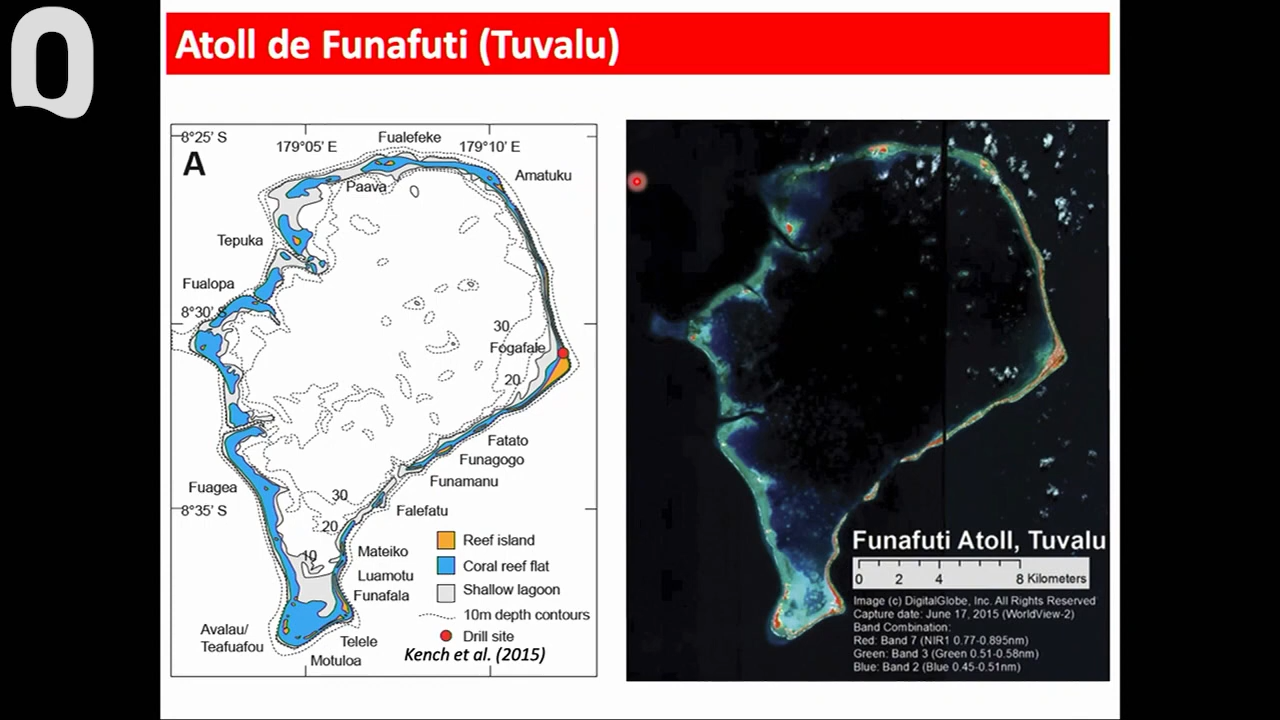 Q
Atoll de Funafuti (Tuvalu)
8°25' S
179°05' E
Fualefeke
179°10' E
A
Paava
Amatuku
Tepuka
Fualopa
8°30' S
30
Fogafale
20
Fatato
Funagogo
Funamanu
Fuagea
30
8°35' S
Falefatu
20
10
Mateiko
Luamotu
Funafala
Avalau/
Teafuafou
Telele
Motuloa
Reef island
Coral reef flat
Shallow lagoon
10m depth contours
Drill site
Kench et al. (2015)
Funafuti Atoll, Tuvalu
0 2 4 8 Kilometers
Image (c) DigitalGlobe, Inc. All Rights Reserved
Capture date: June 17, 2015 (WorldView-2)
Band Combination:
Red: Band 7 (NIR1 0.77-0.895nm)
Green: Band 3 (Green 0.51-0.58nm)
Blue: Band 2 (Blue 0.45-0.51nm)